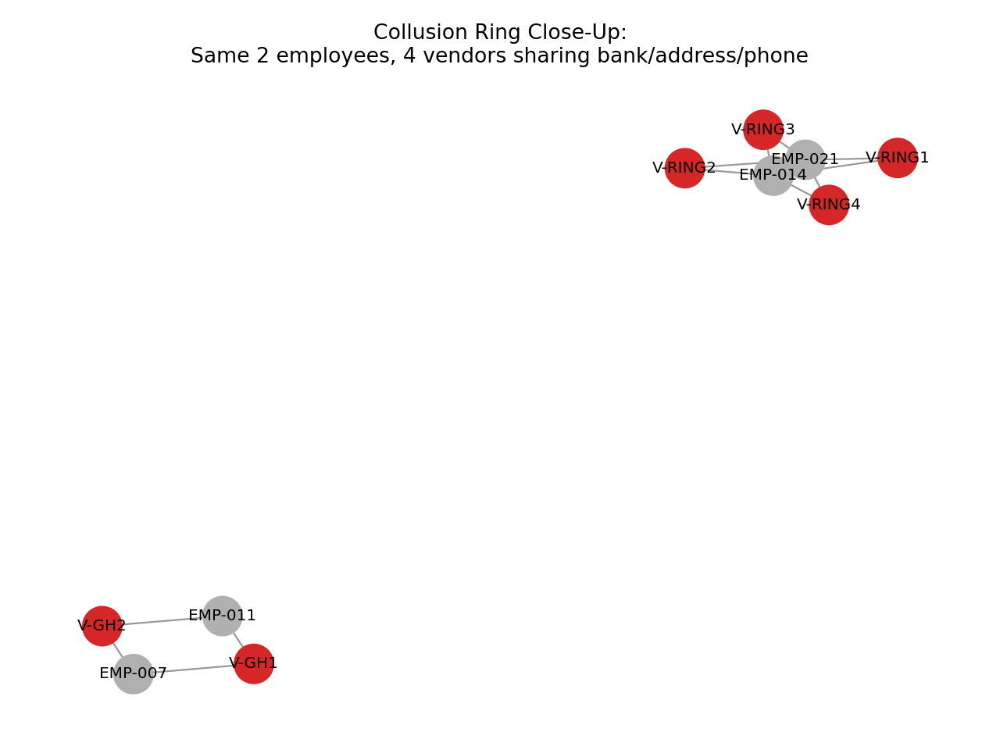 Collusion Ring Close-Up:
Same 2 employees, 4 vendors sharing bank/address/phone
V-RING3
EMP-021
V-RING1
V-RING2
EMP-014
V-RING4
EMP-011
V-GH2
V-GH1
EMP-007